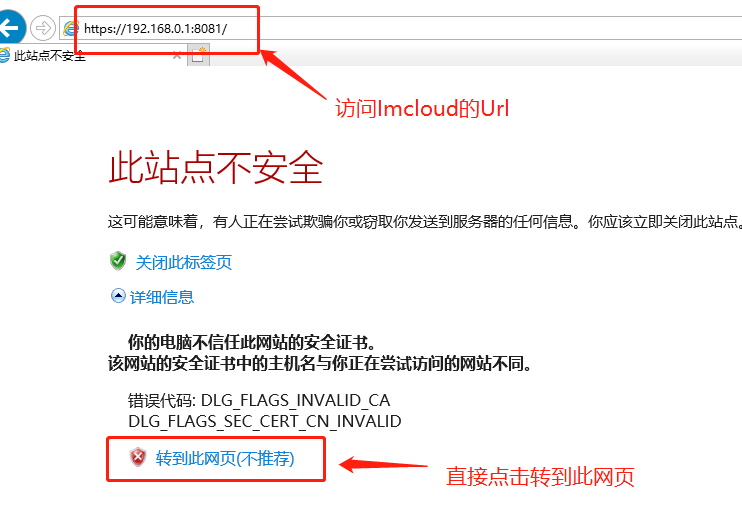 https://192.168.0.1:8081/
此站点不安全
访问Imcloud的Url
此站点不安全
这可能意味着，有人正在尝试欺骗你或窃取你发送到服务器的任何信息。你应该立即关闭此站点。
关闭此标签页
详细信息
你的电脑不信任此网站的安全证书。
该网站的安全证书中的主机名与你正在尝试访问的网站不同。
错误代码: DLG_FLAGS_INVALID_CA
DLG_FLAGS_SEC_CERT_CN_INVALID
转到此网页(不推荐)
直接点击转到此网页